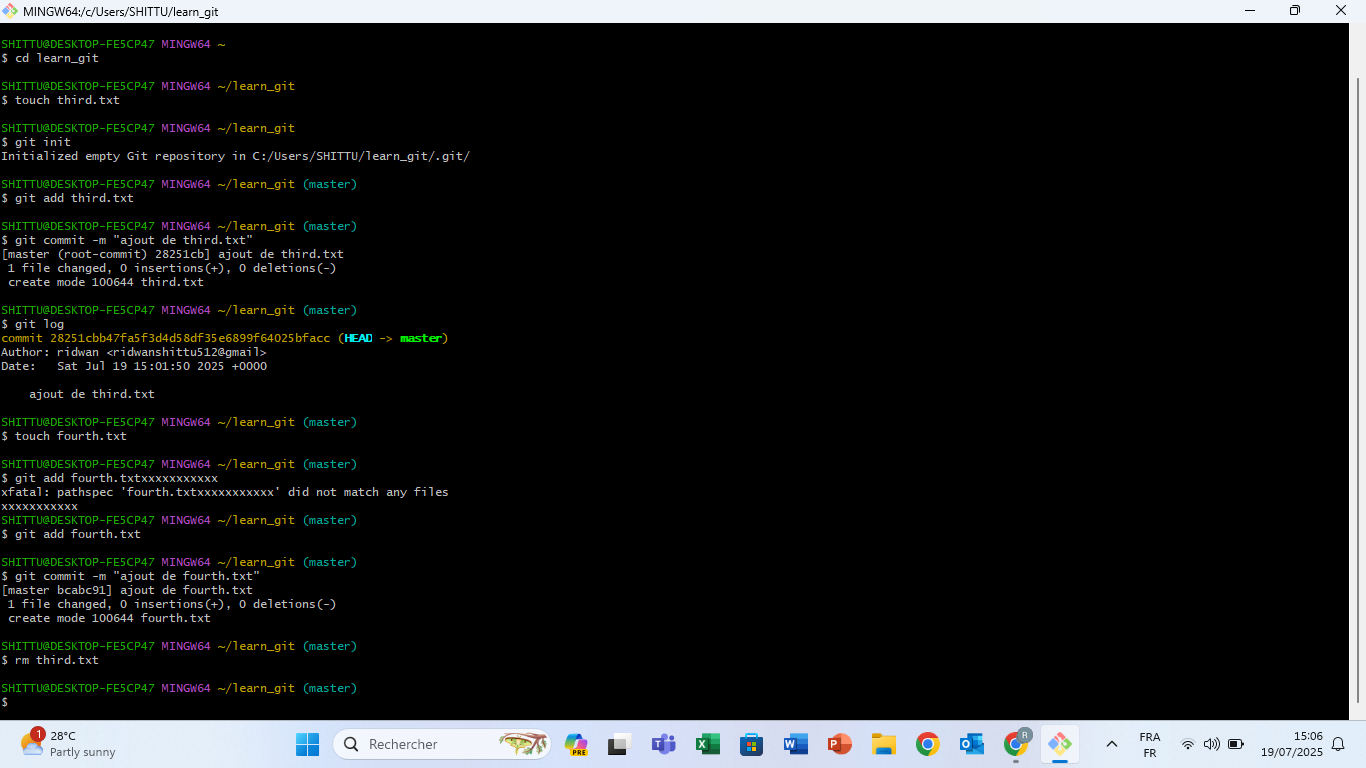 MINGW64:/c/Users/SHITTU/learn_git
SHITTU@DESKTOP-FE5CP47 MINGW64 ~
$ cd learn_git
SHITTU@DESKTOP-FE5CP47 MINGW64 ~/learn_git
$ touch third.txt
SHITTU@DESKTOP-FE5CP47 MINGW64 ~/learn_git
$ git init
Initialized empty Git repository in C:/Users/SHITTU/learn_git/.git/
SHITTU@DESKTOP-FE5CP47 MINGW64 ~/learn_git (master)
$ git add third.txt
SHITTU@DESKTOP-FE5CP47 MINGW64 ~/learn_git (master)
$ git commit -m "ajout de third.txt"
[master (root-commit) 28251cb] ajout de third.txt
 1 file changed, 0 insertions(+), 0 deletions(-)
 create mode 100644 third.txt
SHITTU@DESKTOP-FE5CP47 MINGW64 ~/learn_git (master)
$ git log
commit 28251cbb47fa5f3d4d58df35e6899f64025bfacc (HEAD -> master)
Author: ridwan <ridwanshittu512@gmail>
Date:   Sat Jul 19 15:01:50 2025 +0000
    ajout de third.txt
SHITTU@DESKTOP-FE5CP47 MINGW64 ~/learn_git (master)
$ touch fourth.txt
SHITTU@DESKTOP-FE5CP47 MINGW64 ~/learn_git (master)
$ git add fourth.txtxxxxxxxxxxx
xfatal: pathspec 'fourth.txtxxxxxxxxxxx' did not match any files
xxxxxxxxxxx
SHITTU@DESKTOP-FE5CP47 MINGW64 ~/learn_git (master)
$ git add fourth.txt
SHITTU@DESKTOP-FE5CP47 MINGW64 ~/learn_git (master)
$ git commit -m "ajout de fourth.txt"
[master bcabc91] ajout de fourth.txt
 1 file changed, 0 insertions(+), 0 deletions(-)
 create mode 100644 fourth.txt
SHITTU@DESKTOP-FE5CP47 MINGW64 ~/learn_git (master)
$ rm third.txt
SHITTU@DESKTOP-FE5CP47 MINGW64 ~/learn_git (master)
$
1
28°C
Partly sunny
Rechercher
PRE
R
FRA
FR
15:06
19/07/2025